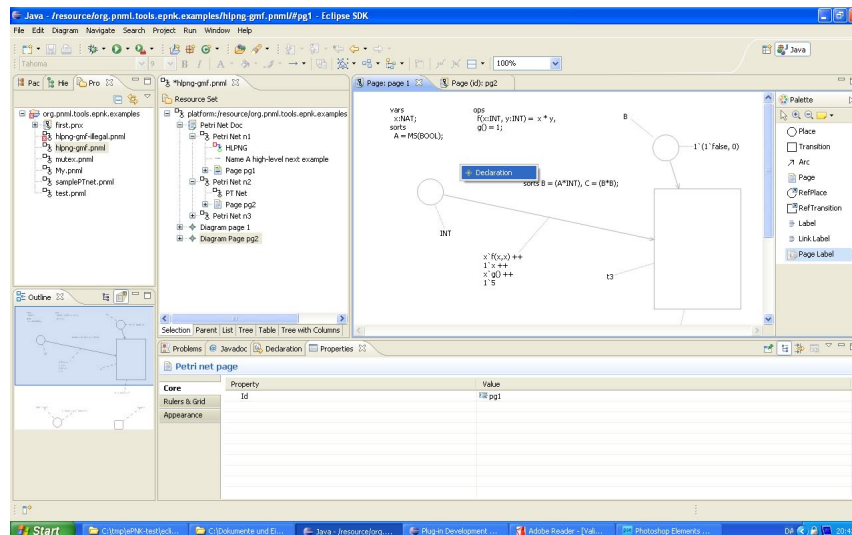 Java - /resource/org.pnml.tools.epnk.examples/hlpng-gmf.pnml/#pg1 - Eclipse SDK
File Edit Diagram Navigate Search Project Run Window Help
Tahoma 9 B I A 100% Java
Pac Hie Pro
org.pnml.tools.epnk.examples
first.pnx
hlpng-gmf-illegal.pnml
hlpng-gmf.pnml
mutex.pnml
My.pnml
samplePTnet.pnml
test.pnml
*hlpng-gmf.pnml
Resource Set
platform:/resource/org.pnml.tools.epnk.examples
Petri Net Doc
Petri Net n1
HLPNG
Name A high-level next example
Page pg1
Petri Net n2
PT Net
Page pg2
Petri Net n3
Diagram page 1
Diagram Page pg2
Selection Parent List Tree Table Tree with Columns
Page: page 1 Page (id): pg2
vars
x:NAT;
sorts
A = MS(BOOL);
ops
f(x:INT, y:INT) = x * y,
g() = 1;
B
1`(1`false, 0)
Declaration
sorts B = (A*INT), C = (B*B);
INT
x`f(x,x) ++
1`x ++
x`g() ++
1`5
t3
Palette
Place
Transition
Arc
Page
RefPlace
RefTransition
Label
Link Label
Page Label
Outline
Problems Javadoc Declaration Properties
Petri net page
Core
Rulers & Grid
Appearance
Property Value
Id pg1
Start C:\tmp\ePNK-test\ecli... C:\Dokumente und Ei... Java - /resource/org.... Plug-in Development ... Adobe Reader - [Vali... Photoshop Elements ...